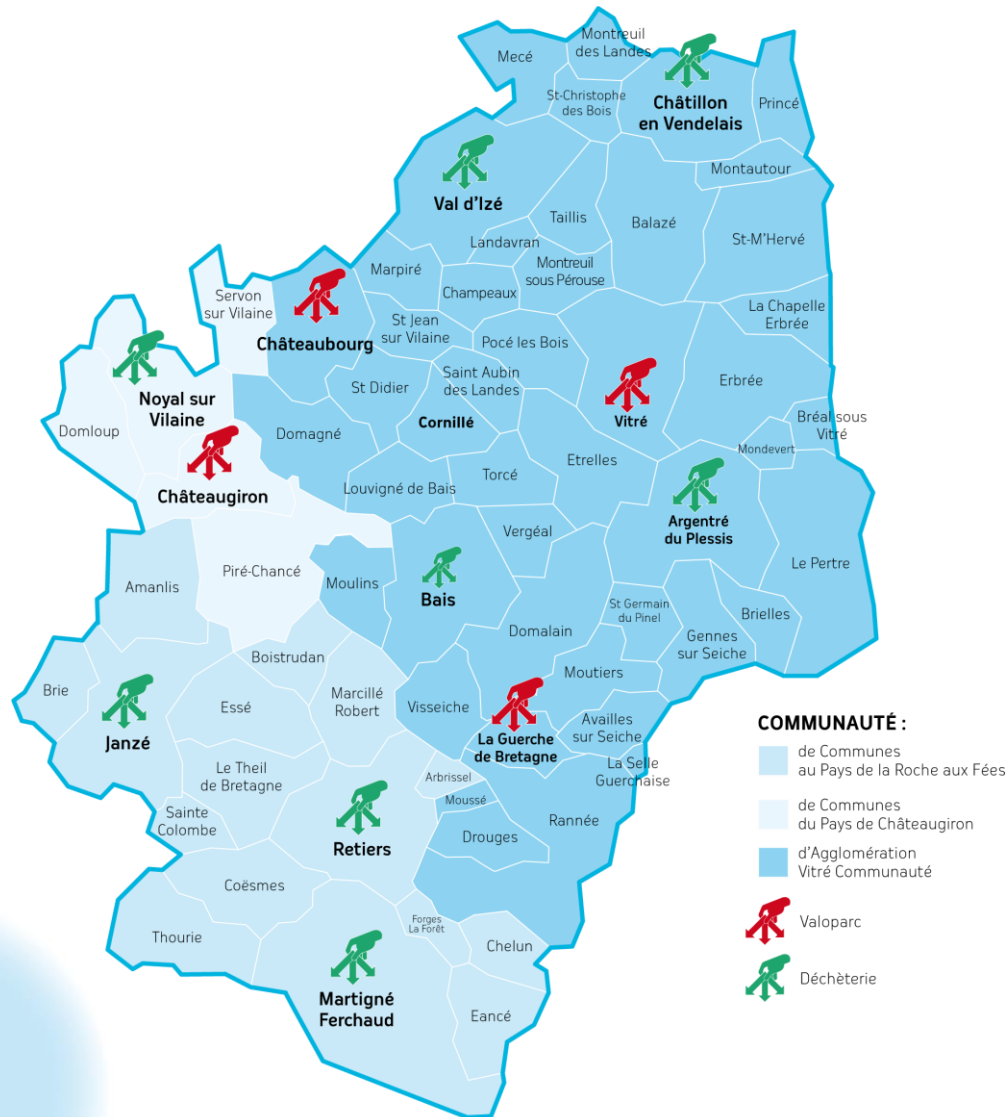 Montreuil
des Landes
Mecé
St-Christophe
des Bois
Châtillon
en Vendelais
Princé
Montautour
Val d'Izé
Taillis
Balazé
St-M'Hervé
Landavran
Marpiré
Montreuil
sous Pérouse
Servon
sur Vilaine
Champeaux
La Chapelle
Erbrée
St Jean
sur Vilaine
Châteaubourg
Pocé les Bois
Saint Aubin
des Landes
St Didier
Erbrée
Noyal sur
Vilaine
Cornillé
Vitré
Bréal sous
Vitré
Domloup
Domagné
Mondevert
Etrelles
Louvigné de Bais
Torcé
Châteaugiron
Argentré
du Plessis
Vergéal
Le Pertre
Piré-Chancé
Amanlis
Moulins
Bais
St Germain
du Pinel
Brielles
Domalain
Gennes
sur Seiche
Boistrudan
Moutiers
Brie
Marcillé
Robert
Essé
Visseiche
Janzé
La Guerche
de Bretagne
Availles
sur Seiche
La Selle
Guerchaise
Le Theil
de Bretagne
Arbrissel
Moussé
Sainte
Colombe
Rannée
Drouges
Retiers
Coësmes
Forges
La Forêt
Thourie
Chelun
Martigné
Ferchaud
Eancé
COMMUNAUTÉ :
de Communes
au Pays de la Roche aux Fées
de Communes
du Pays de Châteaugiron
d'Agglomération
Vitré Communauté
Valoparc
Déchèterie